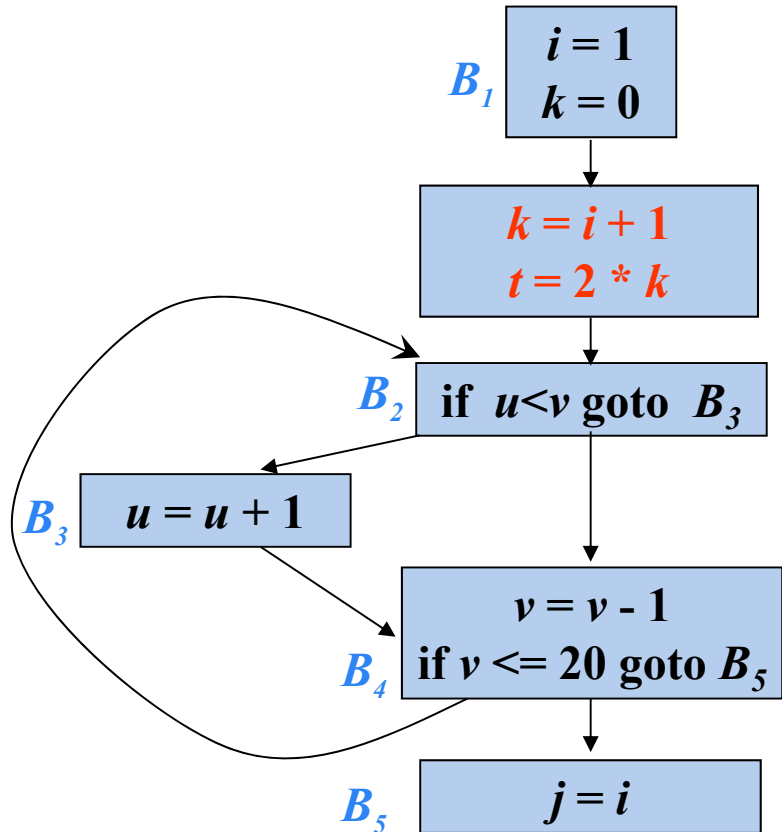 i = 1
B₁
k = 0
k = i + 1
t = 2 * k
B₂ if u<v goto B₃
B₃ u = u + 1
v = v - 1
B₄ if v <= 20 goto B₅
B₅ j = i